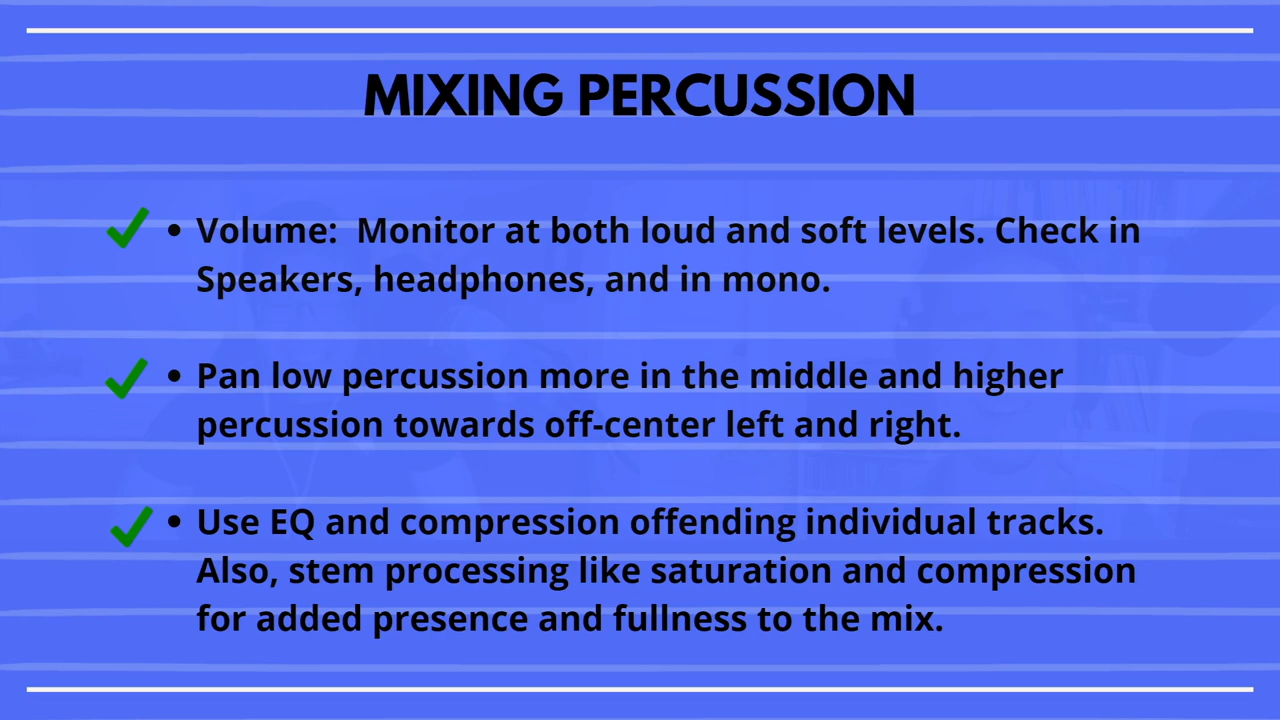 MIXING PERCUSSION
• Volume:  Monitor at both loud and soft levels. Check in
Speakers, headphones, and in mono.
• Pan low percussion more in the middle and higher
percussion towards off-center left and right.
• Use EQ and compression offending individual tracks.
Also, stem processing like saturation and compression
for added presence and fullness to the mix.